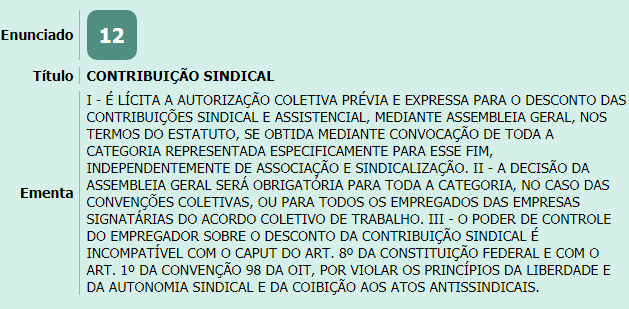 Enunciado 12
Título CONTRIBUIÇÃO SINDICAL
I - É LÍCITA A AUTORIZAÇÃO COLETIVA PRÉVIA E EXPRESSA PARA O DESCONTO DAS
CONTRIBUIÇÕES SINDICAL E ASSISTENCIAL, MEDIANTE ASSEMBLEIA GERAL, NOS
TERMOS DO ESTATUTO, SE OBTIDA MEDIANTE CONVOCAÇÃO DE TODA A
CATEGORIA REPRESENTADA ESPECIFICAMENTE PARA ESSE FIM,
INDEPENDENTEMENTE DE ASSOCIAÇÃO E SINDICALIZAÇÃO. II - A DECISÃO DA
Ementa ASSEMBLEIA GERAL SERÁ OBRIGATÓRIA PARA TODA A CATEGORIA, NO CASO DAS
CONVENÇÕES COLETIVAS, OU PARA TODOS OS EMPREGADOS DAS EMPRESAS
SIGNATÁRIAS DO ACORDO COLETIVO DE TRABALHO. III - O PODER DE CONTROLE
DO EMPREGADOR SOBRE O DESCONTO DA CONTRIBUIÇÃO SINDICAL É
INCOMPATÍVEL COM O CAPUT DO ART. 8º DA CONSTITUIÇÃO FEDERAL E COM O
ART. 1º DA CONVENÇÃO 98 DA OIT, POR VIOLAR OS PRINCÍPIOS DA LIBERDADE E
DA AUTONOMIA SINDICAL E DA COIBIÇÃO AOS ATOS ANTISSINDICAIS.